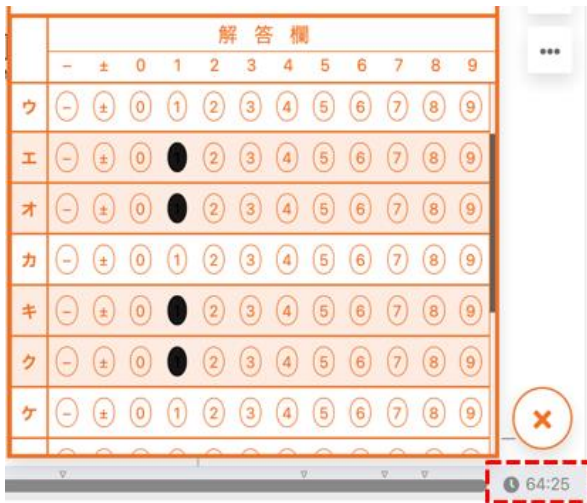 解答欄
- ± 0 1 2 3 4 5 6 7 8 9
ウ - ± 0 1 2 3 4 5 6 7 8 9
エ - ± 0 1 2 3 4 5 6 7 8 9
オ - ± 0 1 2 3 4 5 6 7 8 9
カ - ± 0 1 2 3 4 5 6 7 8 9
キ - ± 0 1 2 3 4 5 6 7 8 9
ク - ± 0 1 2 3 4 5 6 7 8 9
ケ - ± 0 1 2 3 4 5 6 7 8 9
64:25